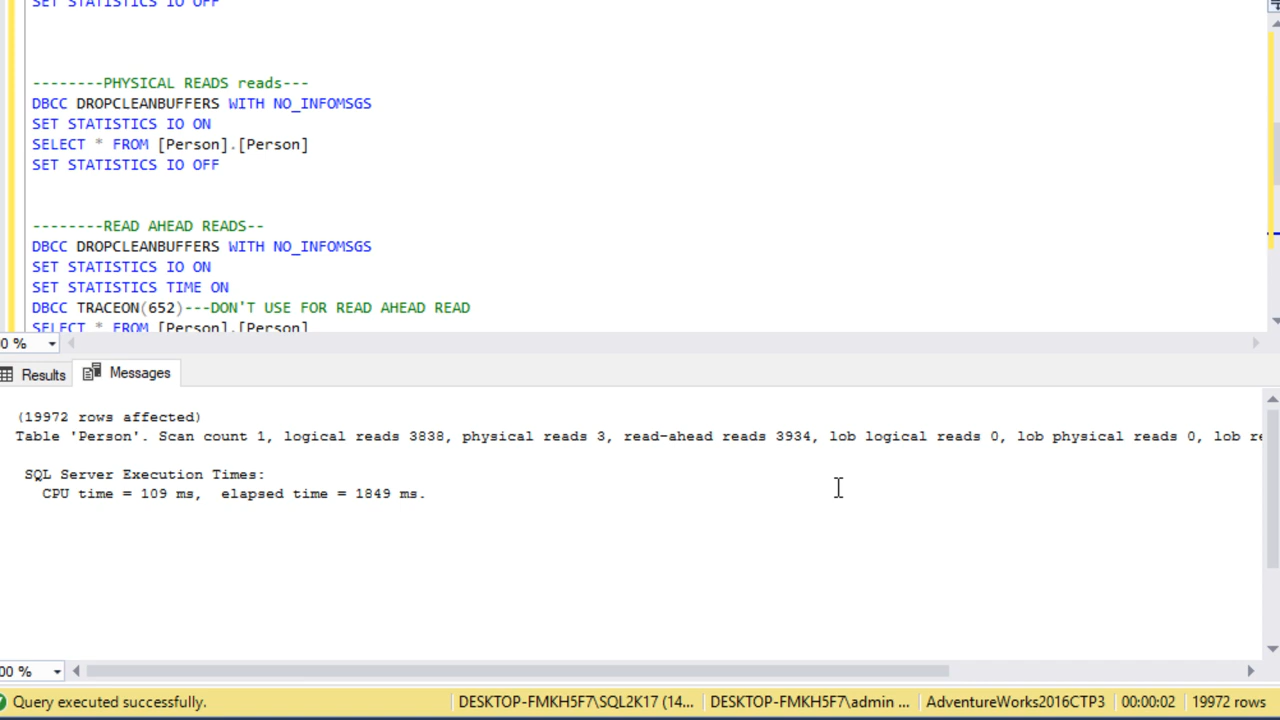 SET STATISTICS IO OFF
--------PHYSICAL READS reads---
DBCC DROPCLEANBUFFERS WITH NO_INFOMSGS
SET STATISTICS IO ON
SELECT * FROM [Person].[Person]
SET STATISTICS IO OFF
--------READ AHEAD READS--
DBCC DROPCLEANBUFFERS WITH NO_INFOMSGS
SET STATISTICS IO ON
SET STATISTICS TIME ON
DBCC TRACEON(652)---DON'T USE FOR READ AHEAD READ
SELECT * FROM [Person].[Person]
0 %
Results Messages
(19972 rows affected)
Table 'Person'. Scan count 1, logical reads 3838, physical reads 3, read-ahead reads 3934, lob logical reads 0, lob physical reads 0, lob re
SQL Server Execution Times:
CPU time = 109 ms, elapsed time = 1849 ms.
00 %
Query executed successfully. DESKTOP-FMKH5F7\SQL2K17 (14... DESKTOP-FMKH5F7\admin ... AdventureWorks2016CTP3 00:00:02 19972 rows